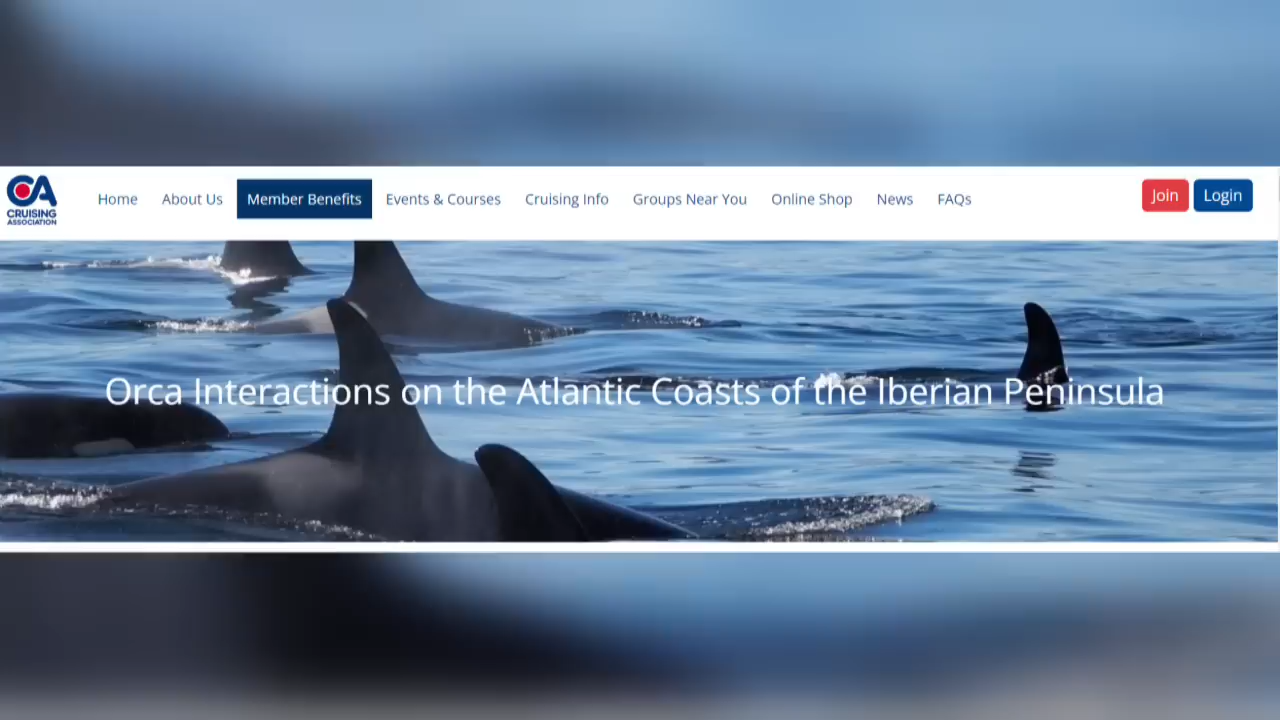 CA
CRUISING
ASSOCIATION
Home About Us Member Benefits Events & Courses Cruising Info Groups Near You Online Shop News FAQs Join Login
Orca Interactions on the Atlantic Coasts of the Iberian Peninsula